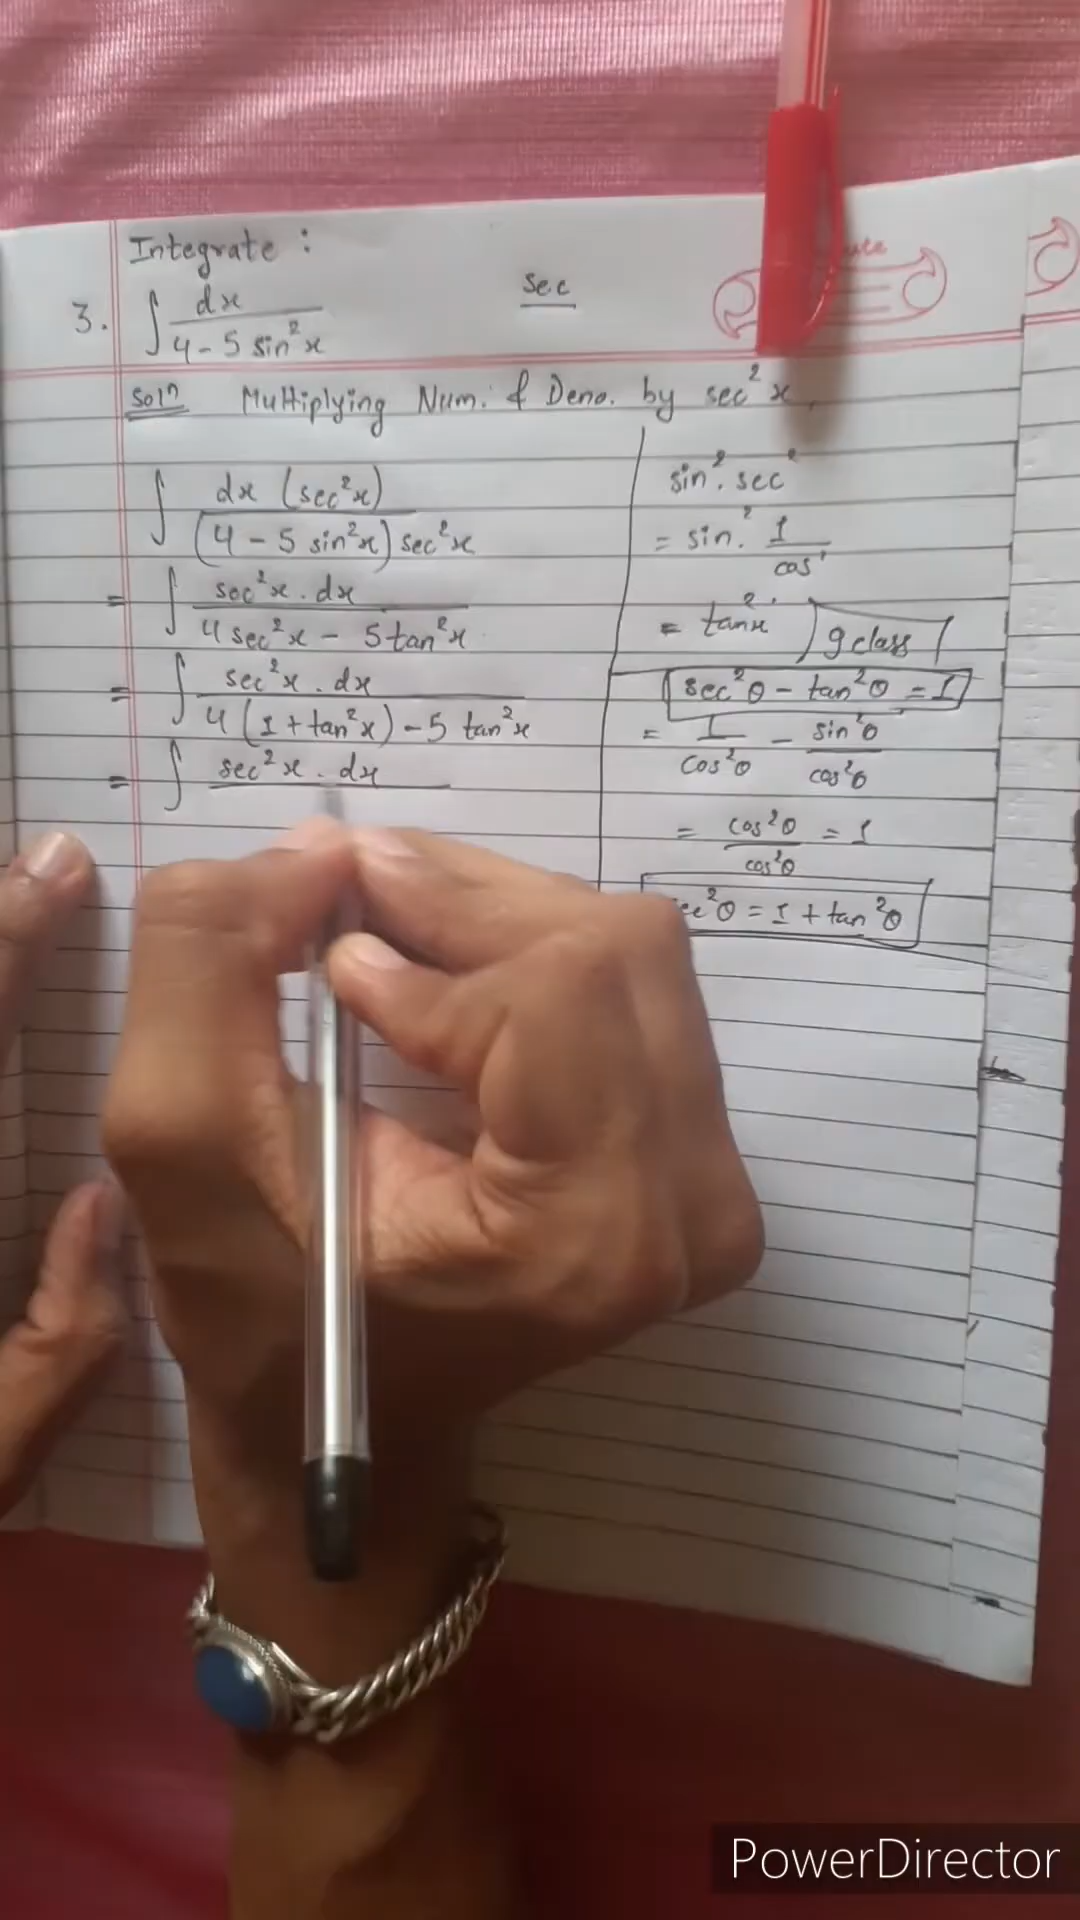 Integrate :
sec
3. ∫ dx / 4 - 5 sin²x
Solⁿ Multiplying Num. & Deno. by sec²x,
∫ dx (sec²x) / (4 - 5 sin²x) sec²x
= ∫ sec²x . dx / 4 sec²x - 5 tan²x
= ∫ sec²x . dx / 4 (1 + tan²x) - 5 tan²x
= ∫ sec²x . dx
sin². sec²
= sin².  1 / cos²
= tan²x
9 class
sec²θ - tan²θ = 1
= 1 / cos²θ - sin²θ / cos²θ
= cos²θ / cos²θ = 1
ec²θ = 1 + tan²θ
PowerDirector